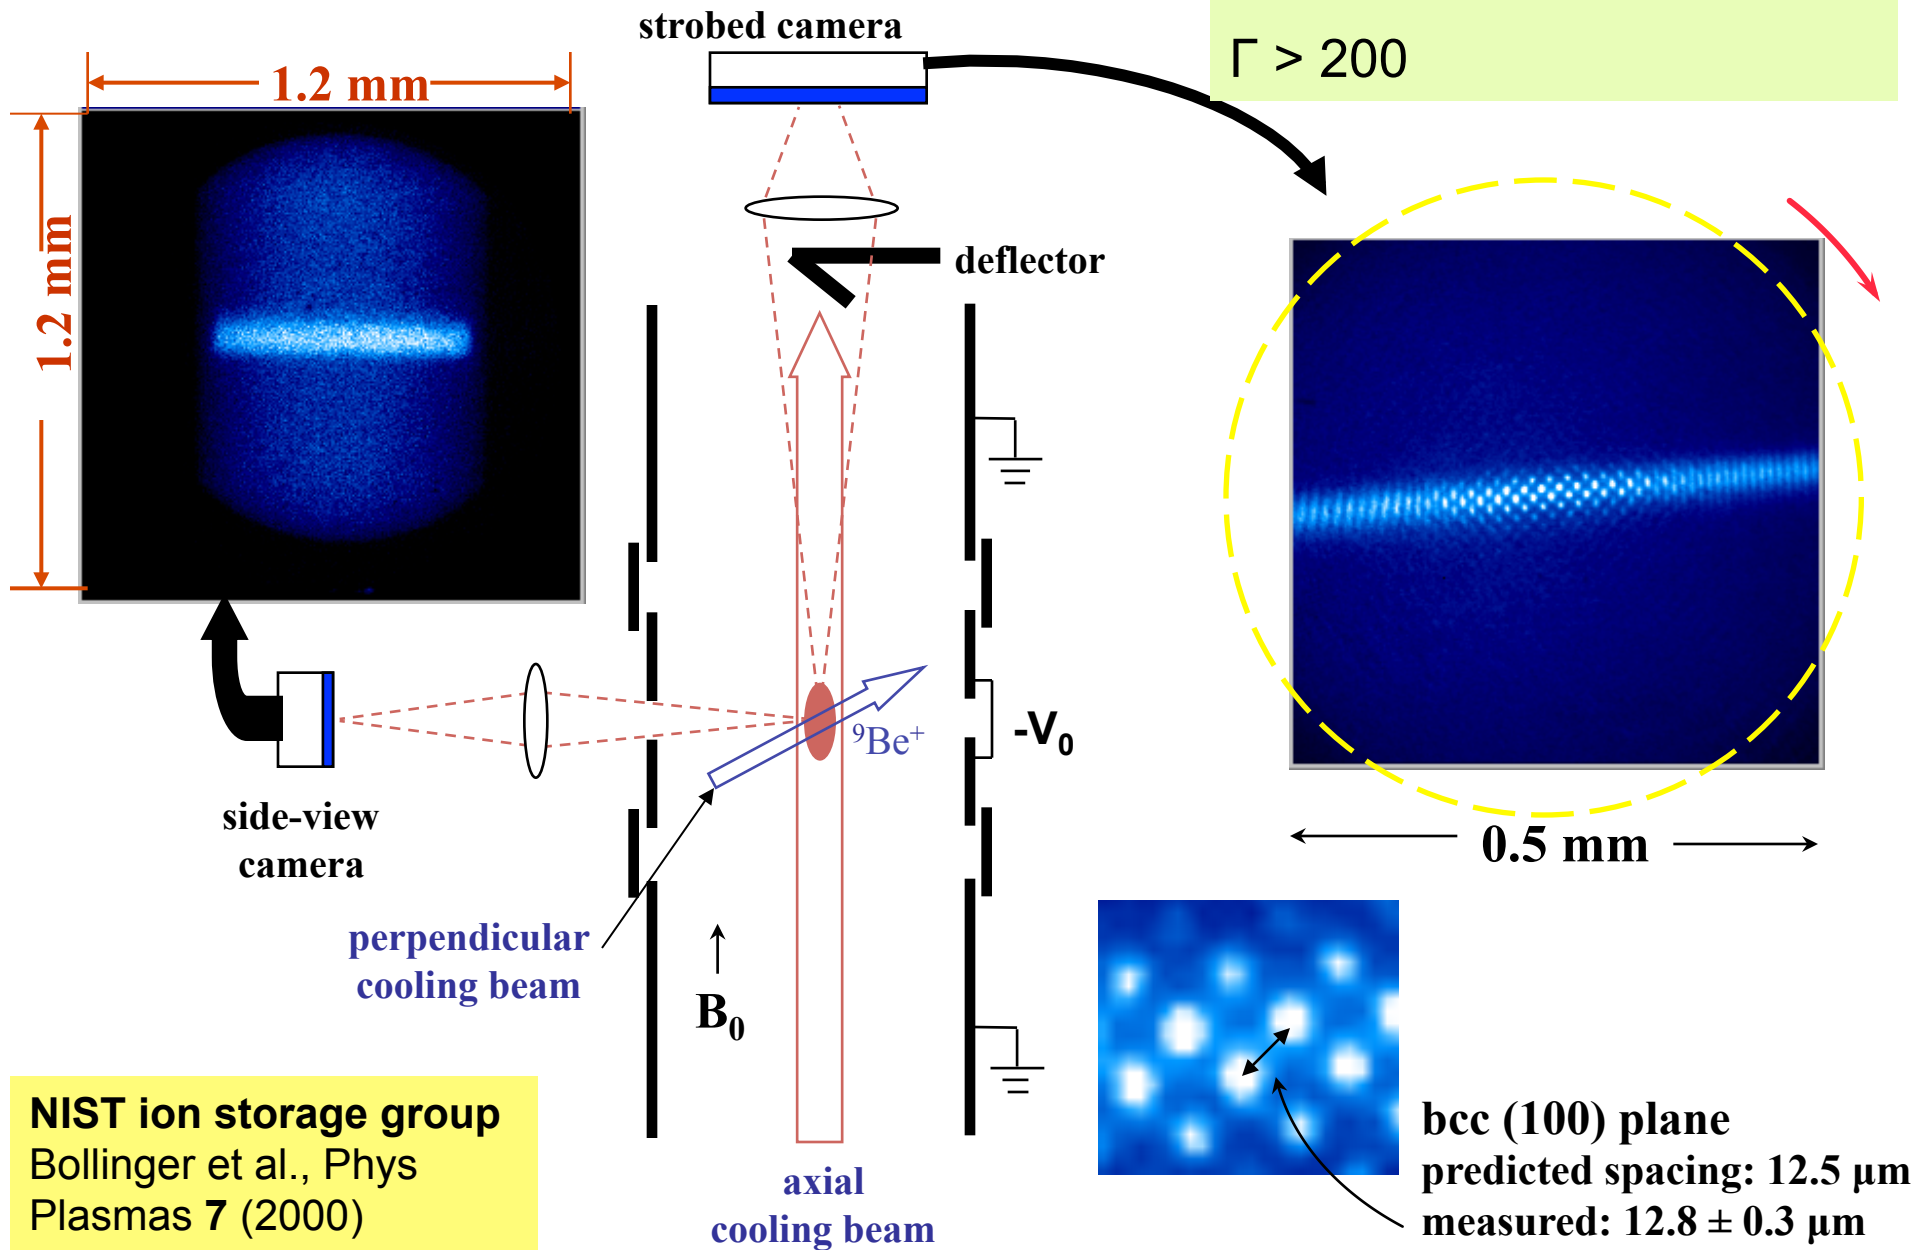 strobed camera
Γ > 200
1.2 mm
1.2 mm
deflector
⁹Be⁺
-V₀
side-view
camera
0.5 mm
perpendicular
cooling beam
B₀
NIST ion storage group
Bollinger et al., Phys
Plasmas 7 (2000)
axial
cooling beam
bcc (100) plane
predicted spacing: 12.5 µm
measured: 12.8 ± 0.3 µm